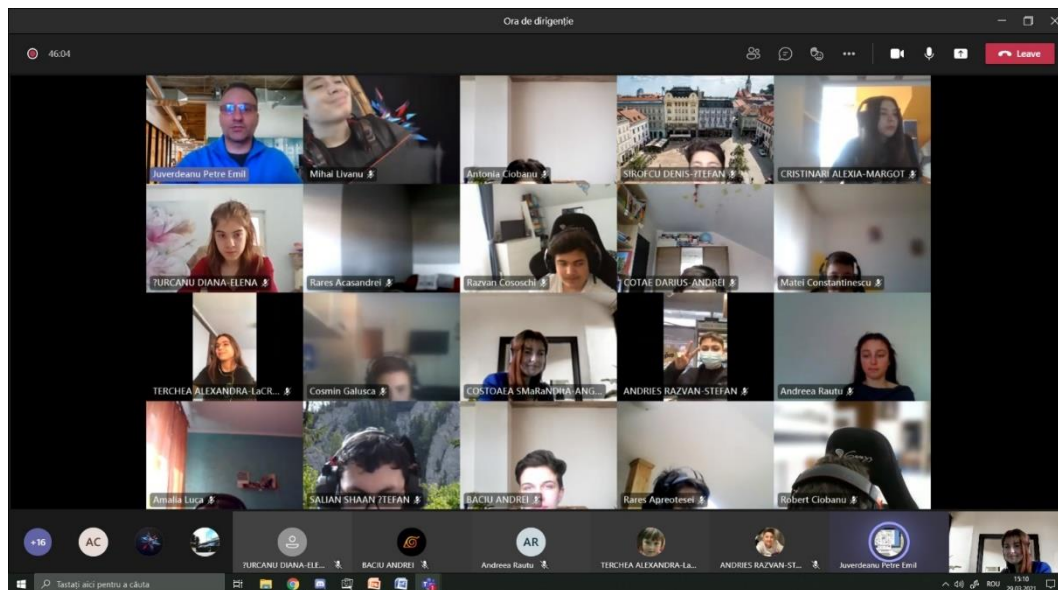 Ora de dirigenție
46:04
Leave
Juverdeanu Petre Emil
Mihai Livanu
Antonia Ciobanu
SIROFCU DENIS-?TEFAN
CRISTINARI ALEXIA-MARGOT
?URCANU DIANA-ELENA
Rares Acasandrei
Razvan Cososchi
COTAE DARIUS-ANDREI
Matei Constantinescu
TERCHEA ALEXANDRA-LaCR...
Cosmin Galusca
COSTOAEA SMaRaNDItA-ANG...
ANDRIES RAZVAN-STEFAN
Andreea Rautu
Amalia Luca
SALIAN SHAAN ?TEFAN
BACIU ANDREI
Rares Apreotesei
Robert Ciobanu
+16
AC
AR
?URCANU DIANA-ELE...
BACIU ANDREI
Andreea Rautu
TERCHEA ALEXANDRA-La...
ANDRIES RAZVAN-ST...
Juverdeanu Petre Emil
Tastați aici pentru a căuta
ROU
15:10
29.03.2021